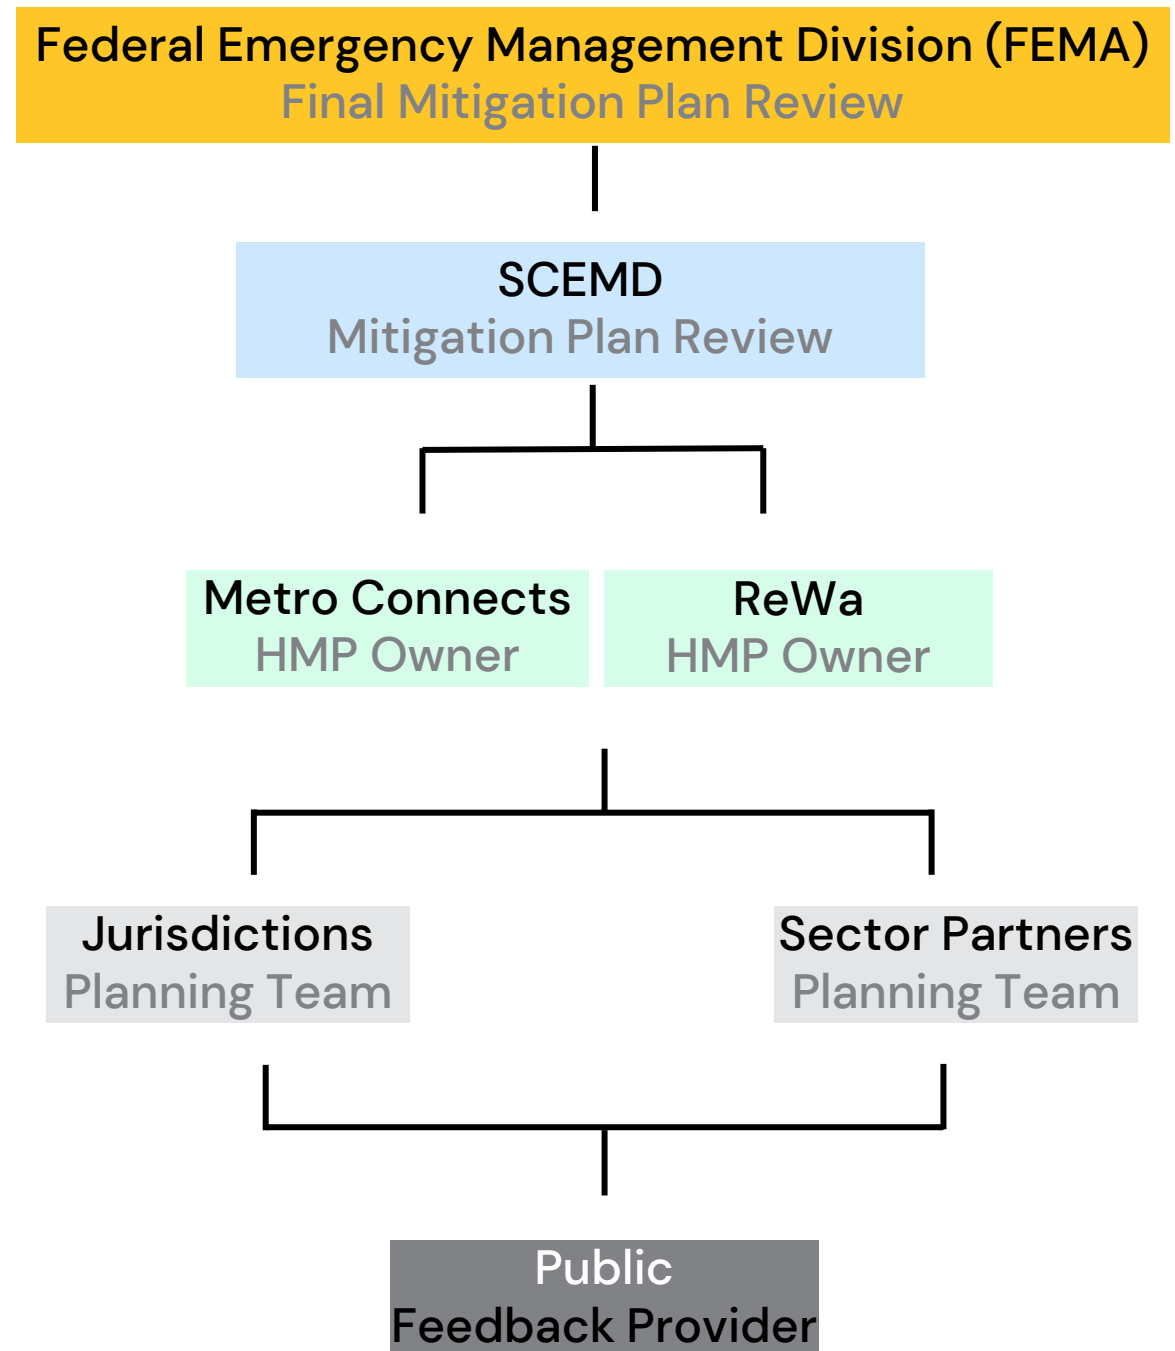 Federal Emergency Management Division (FEMA)
Final Mitigation Plan Review
SCEMD
Mitigation Plan Review
Metro Connects
HMP Owner
ReWa
HMP Owner
Jurisdictions
Planning Team
Sector Partners
Planning Team
Public
Feedback Provider